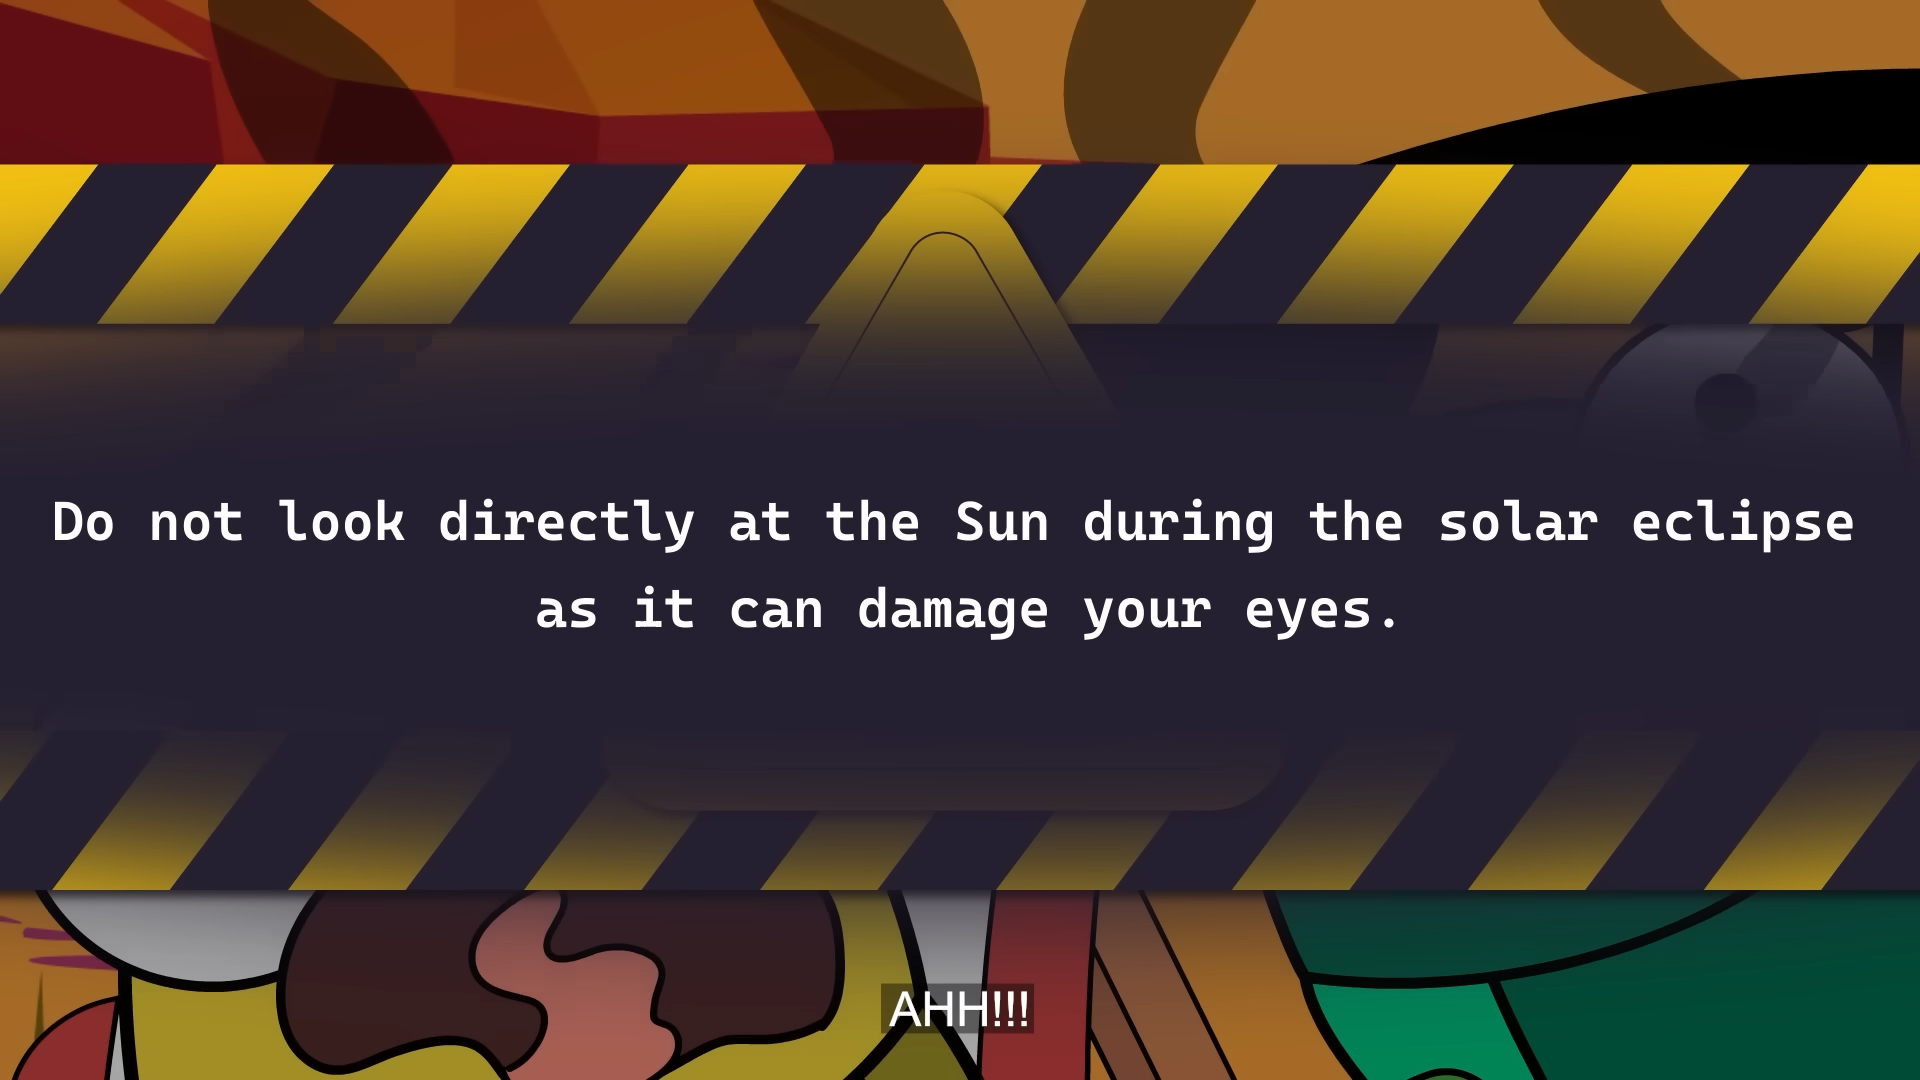 Do not look directly at the Sun during the solar eclipse
as it can damage your eyes.
AHH!!!